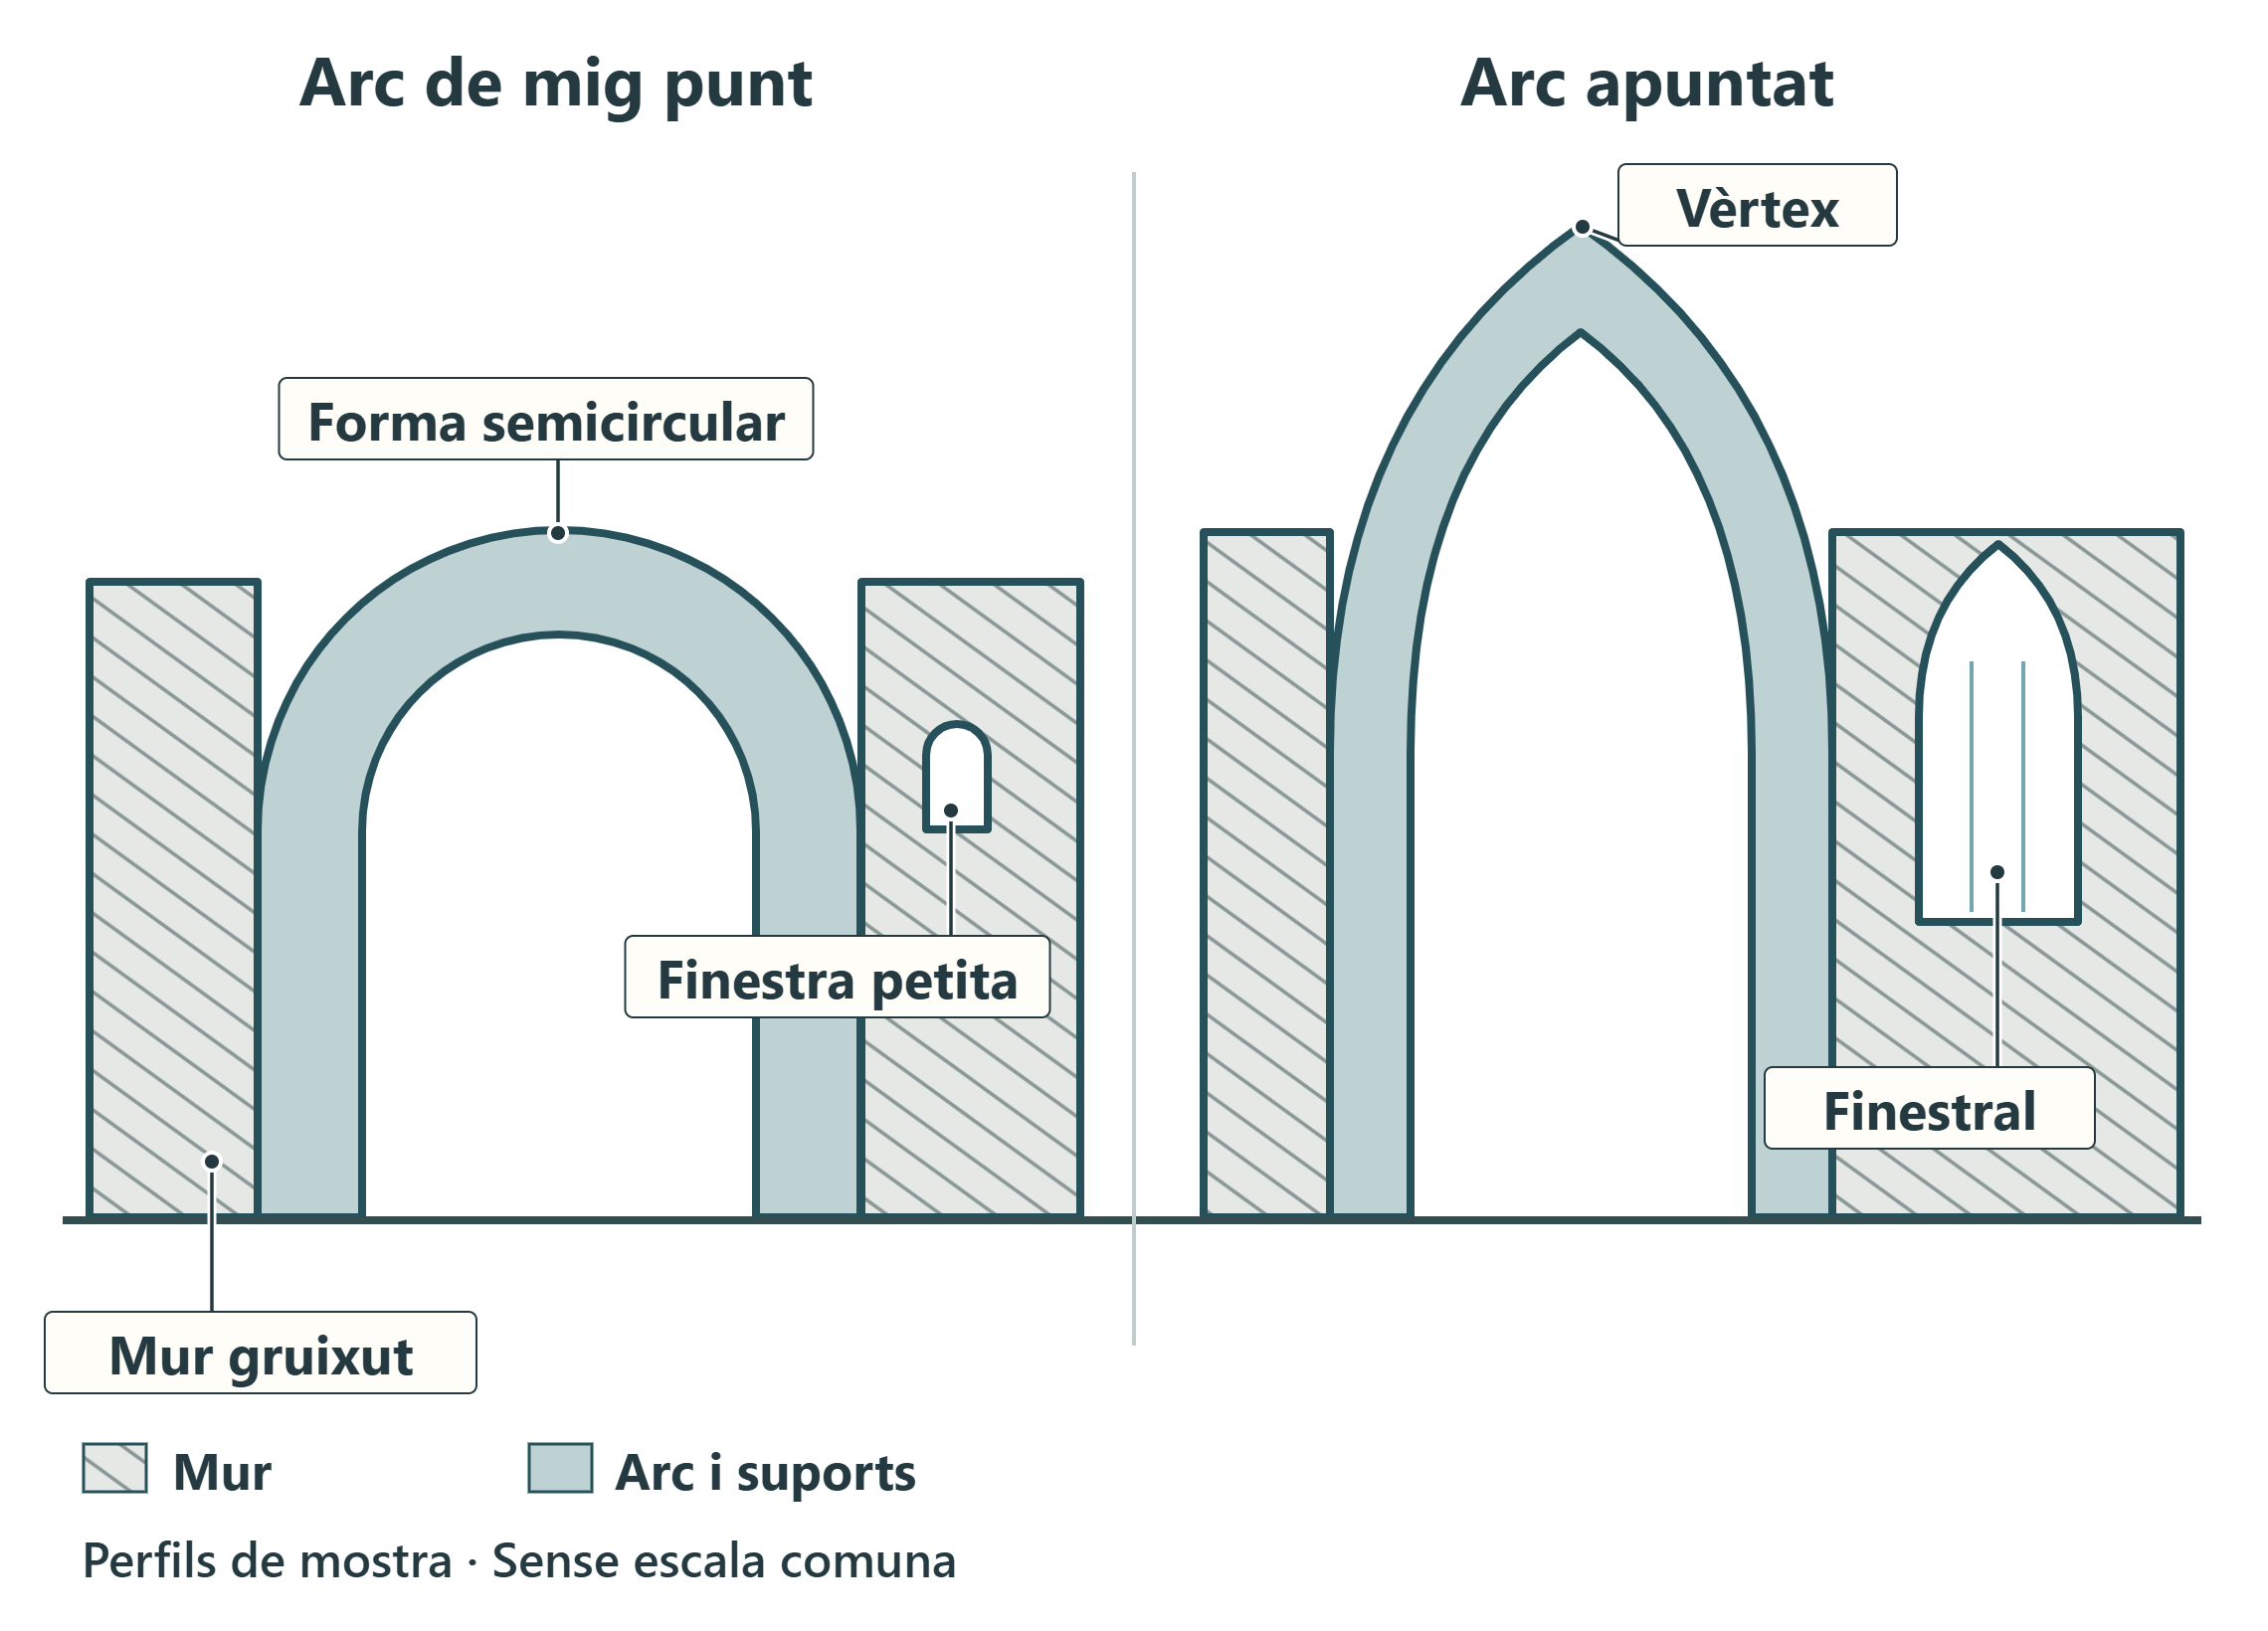 Arc de mig punt
Arc apuntat
Vèrtex
Forma semicircular
Finestra petita
Finestral
Mur gruixut
Mur
Arc i suports
Perfils de mostra · Sense escala comuna